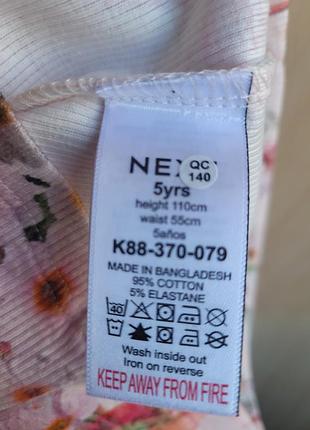 NEXT
QC
140
5yrs
height 110cm
waist 55cm
5años
K88-370-079
MADE IN BANGLADESH
95% COTTON
5% ELASTANE
40
Wash inside out
Iron on reverse
KEEP AWAY FROM FIRE